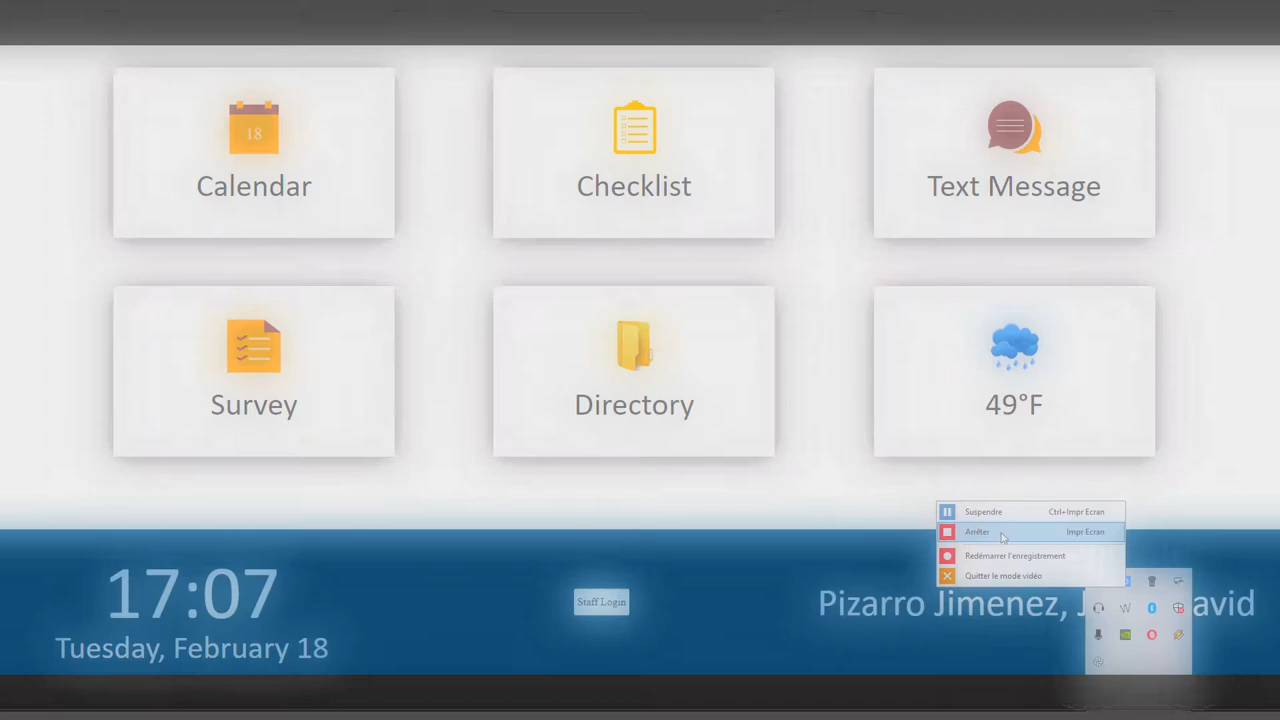 18
Calendar
Checklist
Text Message
Survey
Directory
49°F
Suspendre Ctrl+Impr Ecran
Arrêter Impr Ecran
Redémarrer l'enregistrement
Quitter le mode vidéo
17:07
Tuesday, February 18
Staff Login
Pizarro Jimenez,